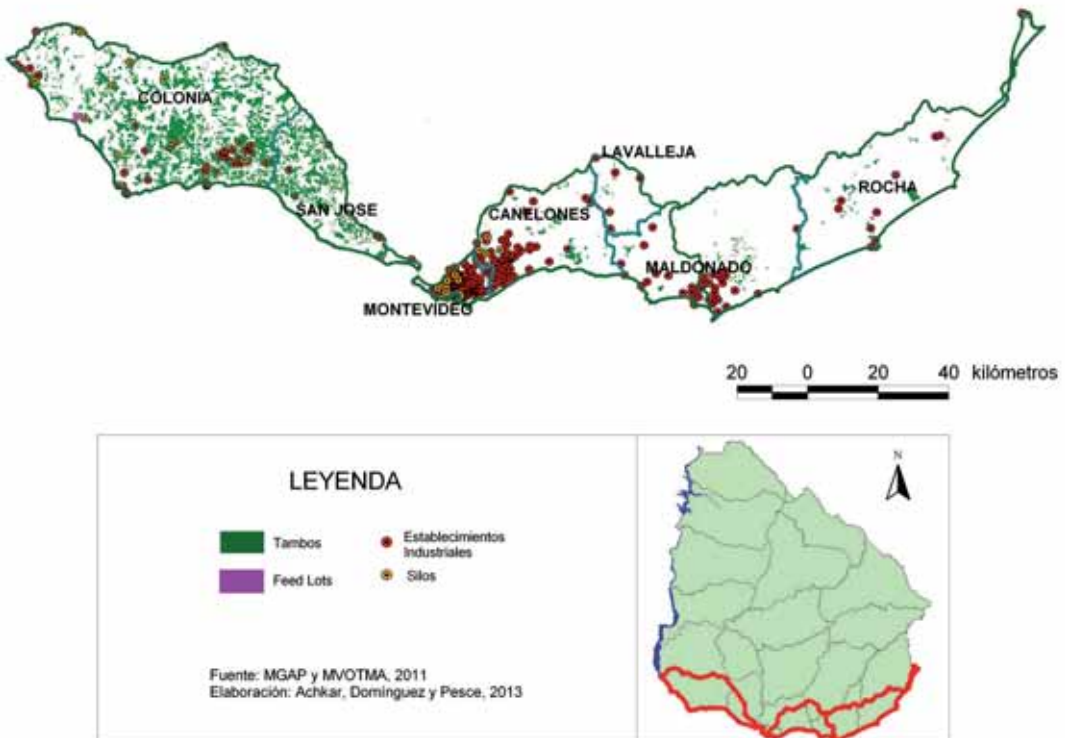 COLONIA
SAN JOSE
MONTEVIDEO
CANELONES
LAVALLEJA
MALDONADO
ROCHA
20 0 20 40 kilómetros
LEYENDA
Tambos
Feed Lots
Establecimientos
Industriales
Silos
Fuente: MGAP y MVOTMA, 2011
Elaboración: Achkar, Domínguez y Pesce, 2013
N